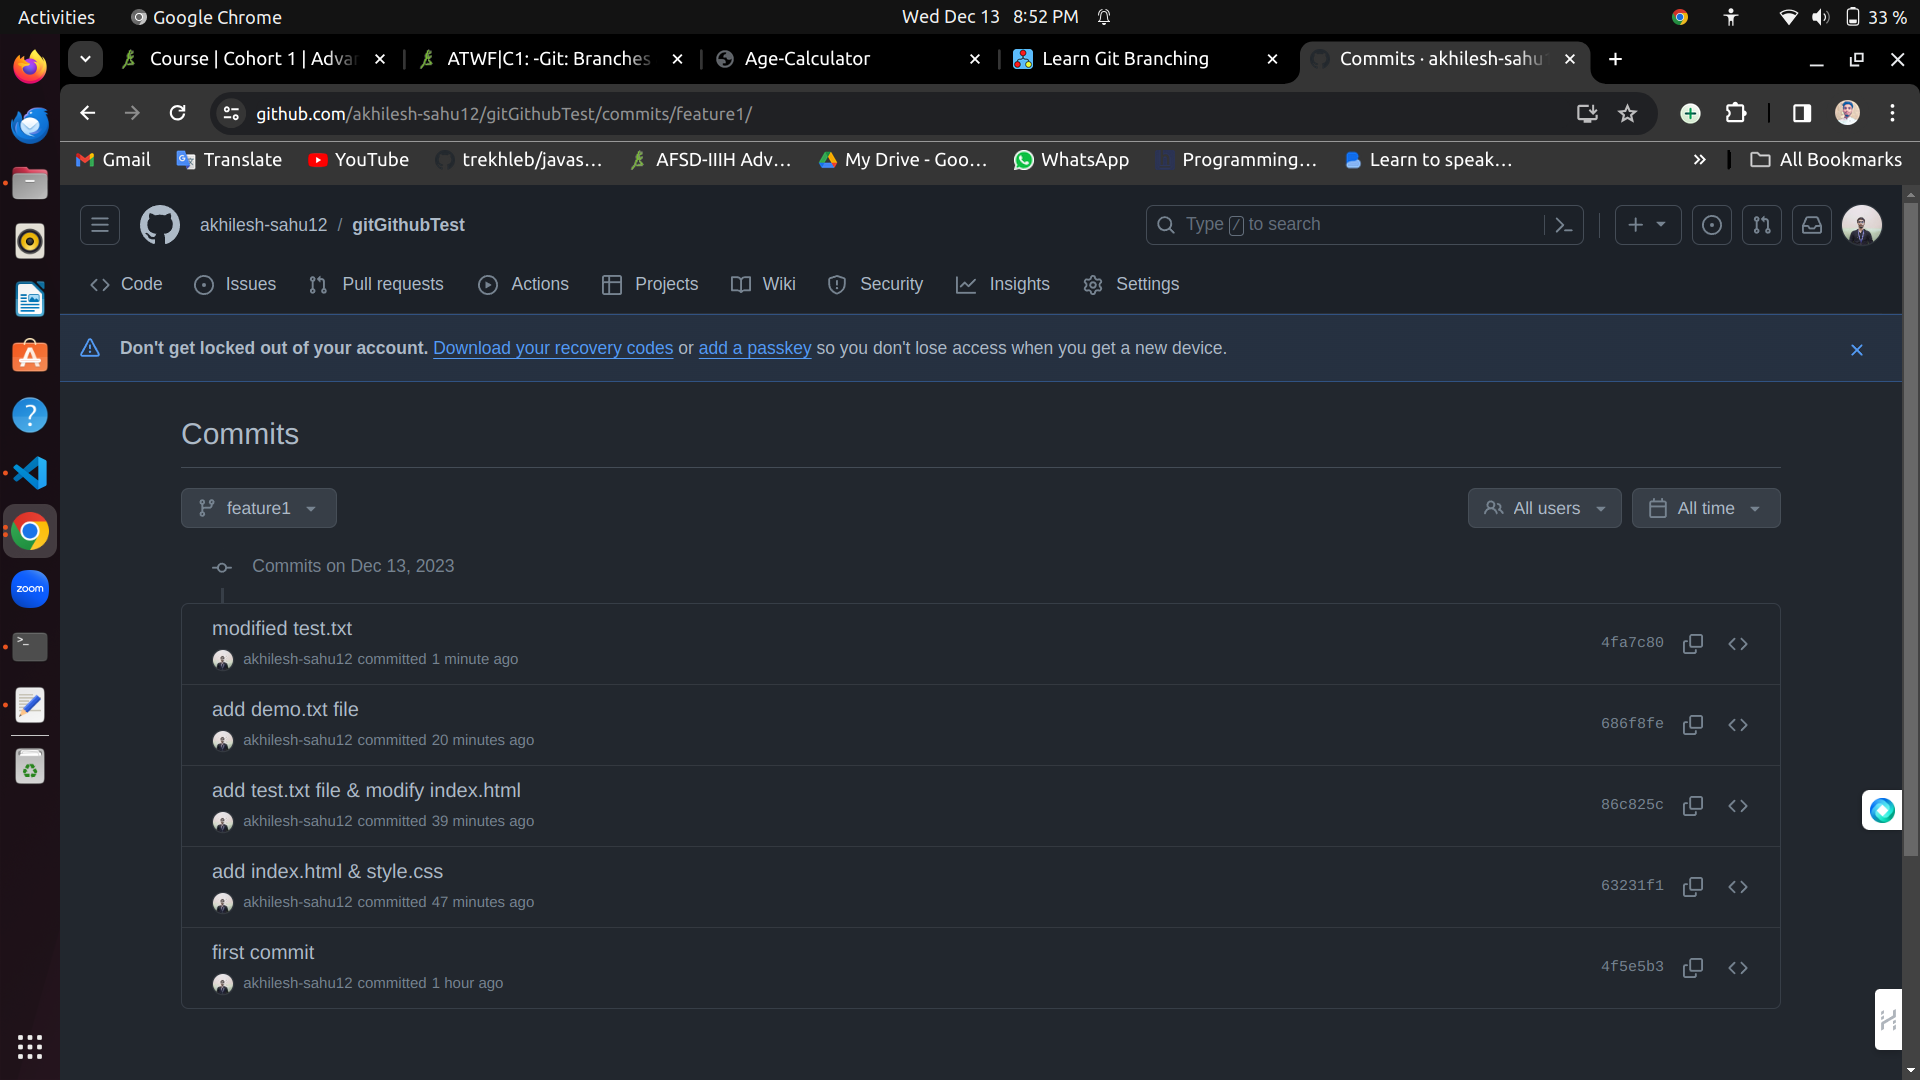 Activities Google Chrome Wed Dec 13 8:52 PM 33 %
Course | Cohort 1 | Adva ATWF|C1: -Git: Branches Age-Calculator Learn Git Branching Commits · akhilesh-sahu1
github.com/akhilesh-sahu12/gitGithubTest/commits/feature1/
Gmail Translate YouTube trekhleb/javas… AFSD-IIIH Adv… My Drive - Goo… WhatsApp Programming… Learn to speak… » All Bookmarks
akhilesh-sahu12 / gitGithubTest Type / to search
Code Issues Pull requests Actions Projects Wiki Security Insights Settings
Don't get locked out of your account. Download your recovery codes or add a passkey so you don't lose access when you get a new device.
Commits
feature1 All users All time
Commits on Dec 13, 2023
modified test.txt
akhilesh-sahu12 committed 1 minute ago 4fa7c80
add demo.txt file
akhilesh-sahu12 committed 20 minutes ago 686f8fe
add test.txt file & modify index.html
akhilesh-sahu12 committed 39 minutes ago 86c825c
add index.html & style.css
akhilesh-sahu12 committed 47 minutes ago 63231f1
first commit
akhilesh-sahu12 committed 1 hour ago 4f5e5b3
zoom